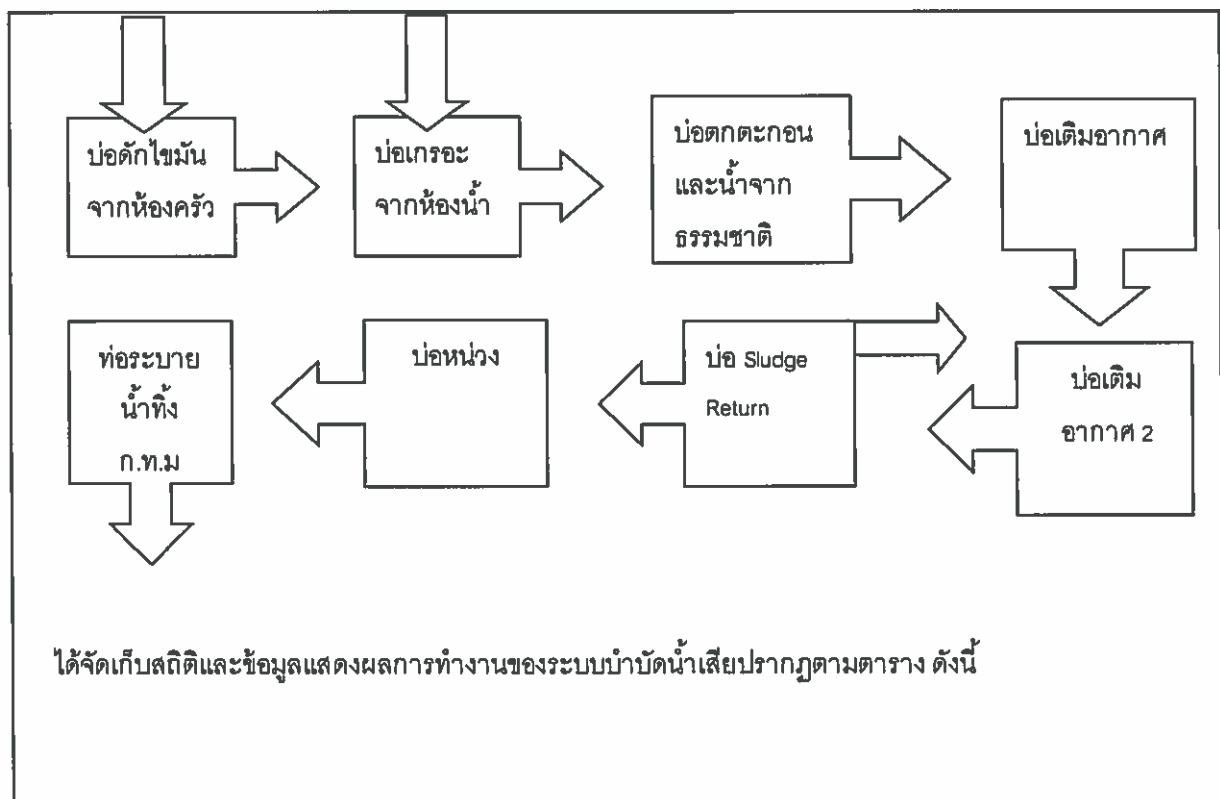 บ่อดักไขมัน
จากห้องครัว
บ่อเกรอะ
จากห้องน้ำ
บ่อตกตะกอน
และน้ำจาก
ธรรมชาติ
บ่อเติมอากาศ
บ่อเติม
อากาศ 2
บ่อ Sludge
Return
บ่อหน่วง
ท่อระบาย
น้ำทิ้ง
ก.ท.ม
ได้จัดเก็บสถิติและข้อมูลแสดงผลการทำงานของระบบบำบัดน้ำเสียปรากฏตามตาราง ดังนี้